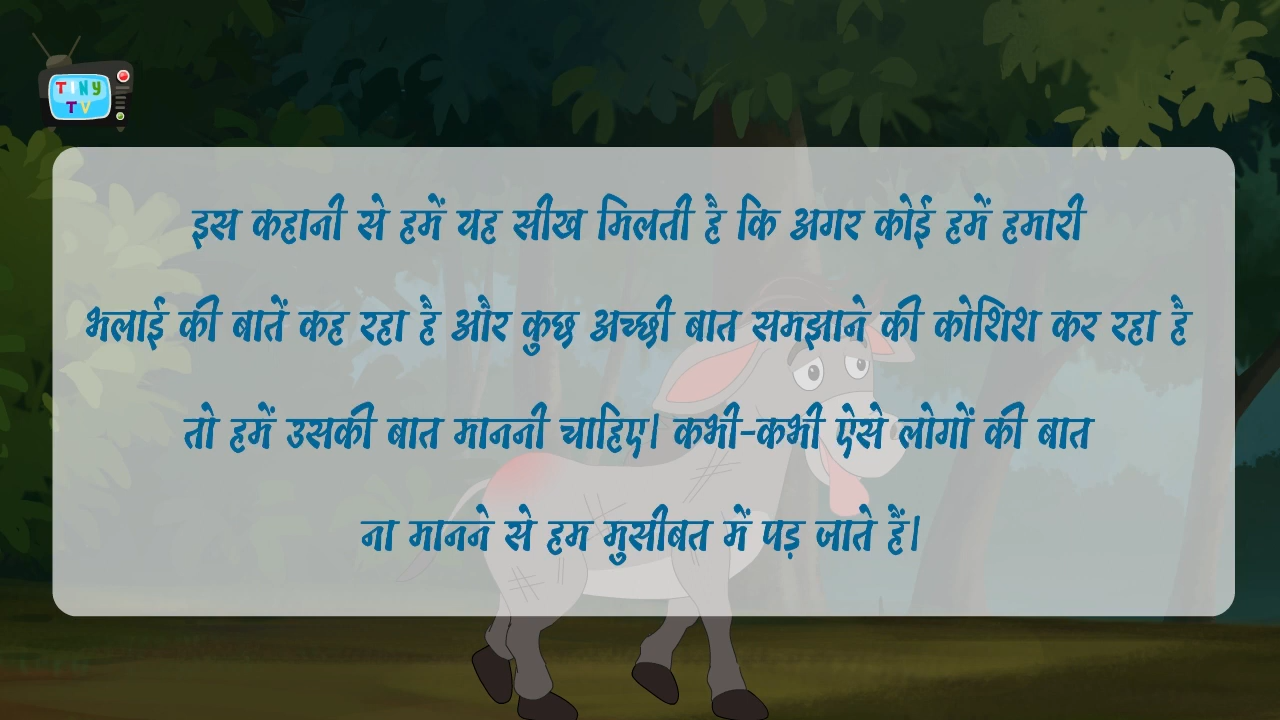 TINY
TV
इस कहानी से हमें यह सीख मिलती है कि अगर कोई हमें हमारी
भलाई की बातें कह रहा है और कुछ अच्छी बात समझाने की कोशिश कर रहा है
तो हमें उसकी बात माननी चाहिए। कभी-कभी ऐसे लोगों की बात
ना मानने से हम मुसीबत में पड़ जाते हैं।